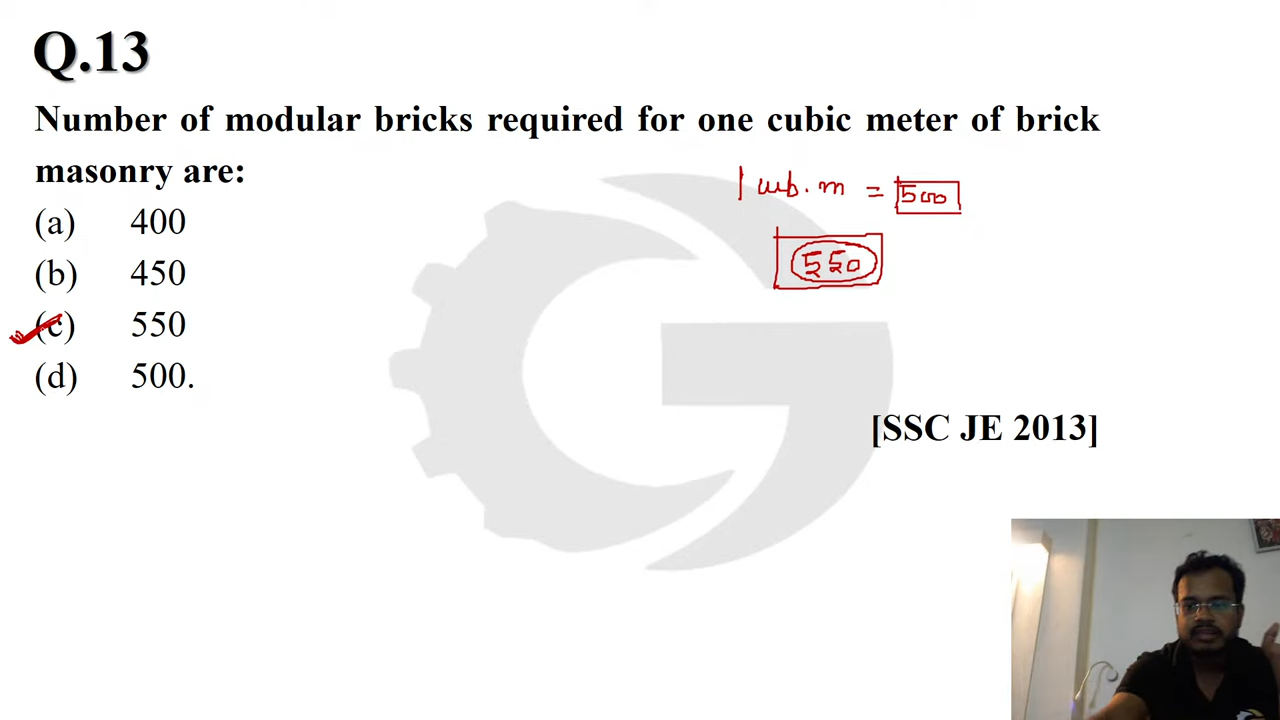 Q.13
Number of modular bricks required for one cubic meter of brick
masonry are:
1 cub. m = 500
550
(a) 400
(b) 450
(c) 550
(d) 500.
[SSC JE 2013]